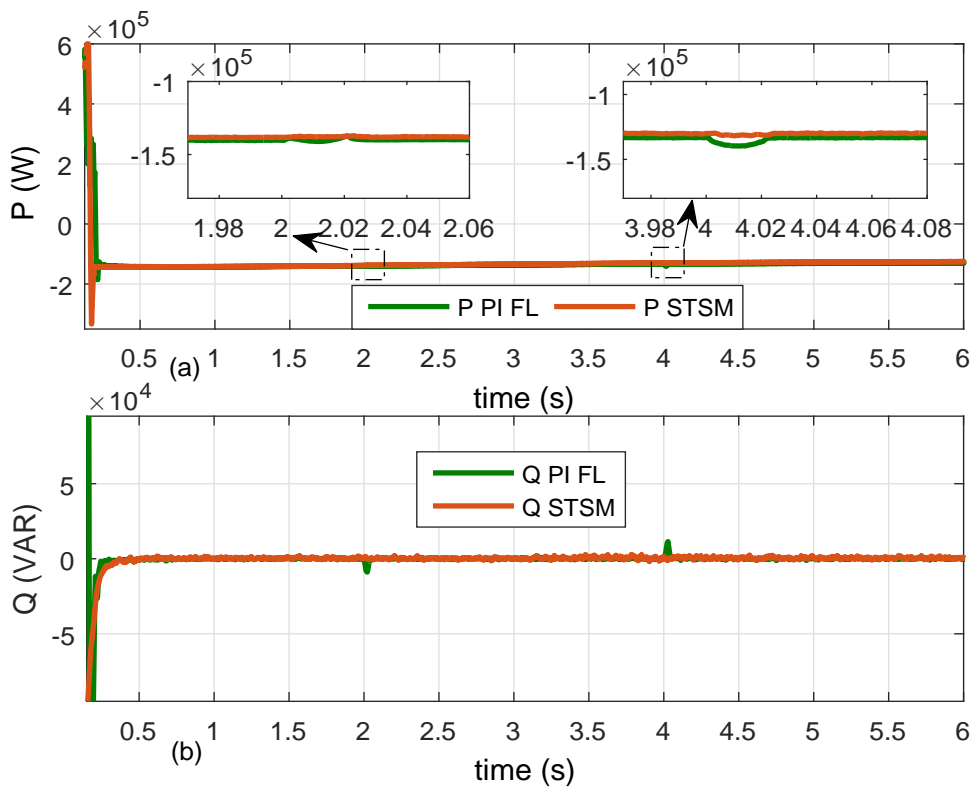 ×10^5
6
4
2
0
-2
P (W)
×10^5
-1
-1.5
1.98 2 2.02 2.04 2.06
×10^5
-1
-1.5
3.98 4 4.02 4.04 4.06 4.08
P PI FL P STSM
0.5 1 1.5 2 2.5 3 3.5 4 4.5 5 5.5 6
(a)
time (s)
×10^4
5
0
-5
Q (VAR)
Q PI FL
Q STSM
0.5 1 1.5 2 2.5 3 3.5 4 4.5 5 5.5 6
(b)
time (s)